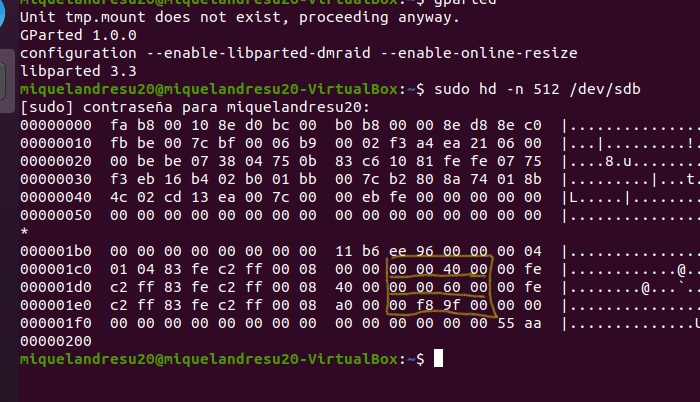 miquelandresu20@miquelandresu20-VirtualBox:~$ gparted
Unit tmp.mount does not exist, proceeding anyway.
GParted 1.0.0
configuration --enable-libparted-dmraid --enable-online-resize
libparted 3.3
miquelandresu20@miquelandresu20-VirtualBox:~$ sudo hd -n 512 /dev/sdb
[sudo] contraseña para miquelandresu20:
00000000  fa b8 00 10 8e d0 bc 00  b0 b8 00 00 8e d8 8e c0  |................
00000010  fb be 00 7c bf 00 06 b9  00 02 f3 a4 ea 21 06 00  |...|.........!..
00000020  00 be be 07 38 04 75 0b  83 c6 10 81 fe fe 07 75  |....8.u.........
00000030  f3 eb 16 b4 02 b0 01 bb  00 7c b2 80 8a 74 01 8b  |.........|...t..
00000040  4c 02 cd 13 ea 00 7c 00  00 eb fe 00 00 00 00 00  |L.....|.........
00000050  00 00 00 00 00 00 00 00  00 00 00 00 00 00 00 00  |................
*
000001b0  00 00 00 00 00 00 00 00  11 b6 ee 96 00 00 00 04  |................
000001c0  01 04 83 fe c2 ff 00 08  00 00 00 00 40 00 00 fe  |............@...
000001d0  c2 ff 83 fe c2 ff 00 08  40 00 00 00 60 00 00 fe  |........@...`...
000001e0  c2 ff 83 fe c2 ff 00 08  a0 00 00 f8 9f 00 00 00  |................
000001f0  00 00 00 00 00 00 00 00  00 00 00 00 00 00 55 aa  |..............U
00000200
miquelandresu20@miquelandresu20-VirtualBox:~$